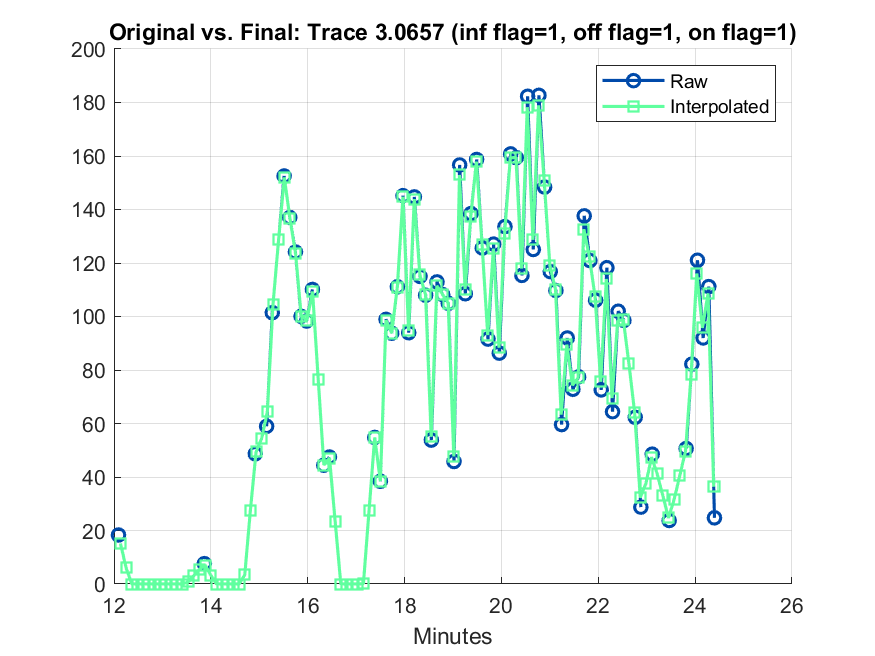 Original vs. Final: Trace 3.0657 (inf flag=1, off flag=1, on flag=1)
200
180
160
140
120
100
80
60
40
20
0
Raw
Interpolated
12 14 16 18 20 22 24 26
Minutes